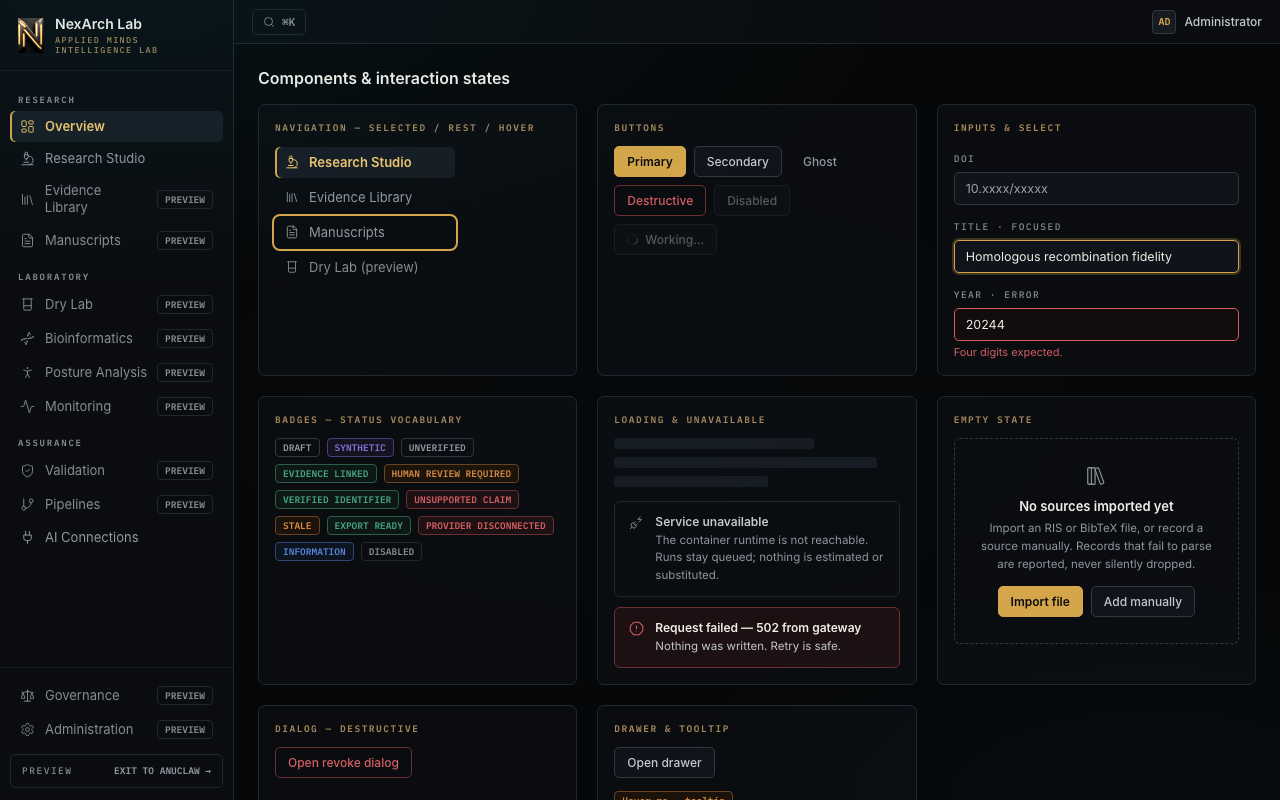 NexArch Lab
APPLIED MINDS
INTELLIGENCE LAB
⌘K
AD
Administrator
RESEARCH
Overview
Research Studio
Evidence
Library
PREVIEW
Manuscripts
PREVIEW
LABORATORY
Dry Lab
PREVIEW
Bioinformatics
PREVIEW
Posture Analysis
PREVIEW
Monitoring
PREVIEW
ASSURANCE
Validation
PREVIEW
Pipelines
PREVIEW
AI Connections
Governance
PREVIEW
Administration
PREVIEW
PREVIEW
EXIT TO ANUCLAW →
Components & interaction states
NAVIGATION — SELECTED / REST / HOVER
Research Studio
Evidence Library
Manuscripts
Dry Lab (preview)
BUTTONS
Primary
Secondary
Ghost
Destructive
Disabled
Working…
INPUTS & SELECT
DOI
10.xxxx/xxxxx
TITLE · FOCUSED
Homologous recombination fidelity
YEAR · ERROR
20244
Four digits expected.
BADGES — STATUS VOCABULARY
DRAFT
SYNTHETIC
UNVERIFIED
EVIDENCE LINKED
HUMAN REVIEW REQUIRED
VERIFIED IDENTIFIER
UNSUPPORTED CLAIM
STALE
EXPORT READY
PROVIDER DISCONNECTED
INFORMATION
DISABLED
LOADING & UNAVAILABLE
Service unavailable
The container runtime is not reachable.
Runs stay queued; nothing is estimated or
substituted.
Request failed — 502 from gateway
Nothing was written. Retry is safe.
EMPTY STATE
No sources imported yet
Import an RIS or BibTeX file, or record a
source manually. Records that fail to parse
are reported, never silently dropped.
Import file
Add manually
DIALOG — DESTRUCTIVE
Open revoke dialog
DRAWER & TOOLTIP
Open drawer